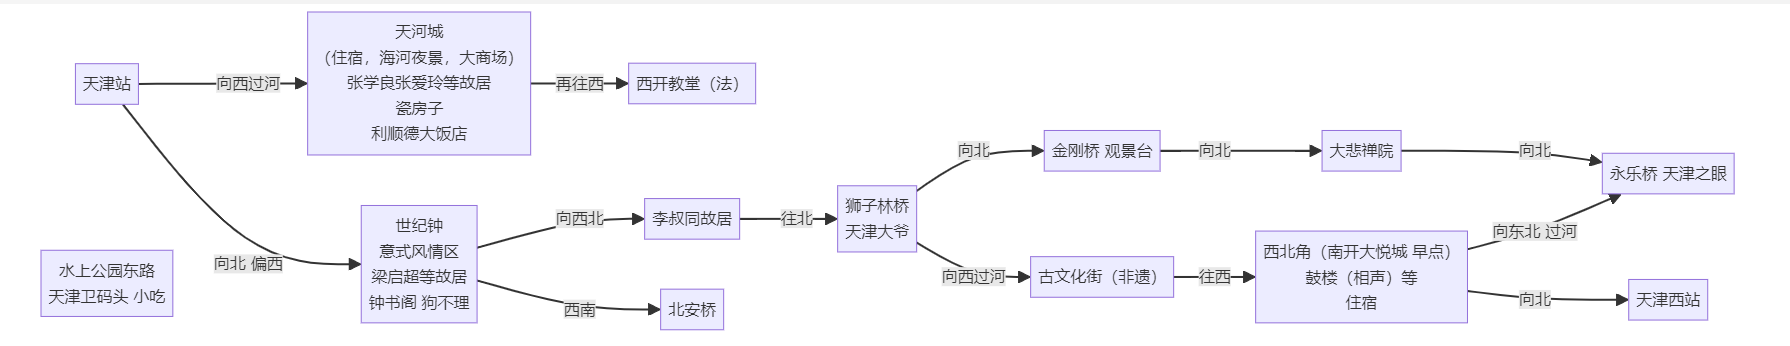 天津站
向西过河
天河城
（住宿，海河夜景，大商场）
张学良张爱玲等故居
瓷房子
利顺德大饭店
再往西
西开教堂（法）
向北 偏西
世纪钟
意式风情区
梁启超等故居
钟书阁 狗不理
向西北
李叔同故居
西南
北安桥
往北
狮子林桥
天津大爷
向北
金刚桥 观景台
向北
大悲禅院
向北
永乐桥 天津之眼
向西过河
古文化街（非遗）
往西
西北角（南开大悦城 早点）
鼓楼（相声）等
住宿
向东北 过河
向北
天津西站
水上公园东路
天津卫码头 小吃